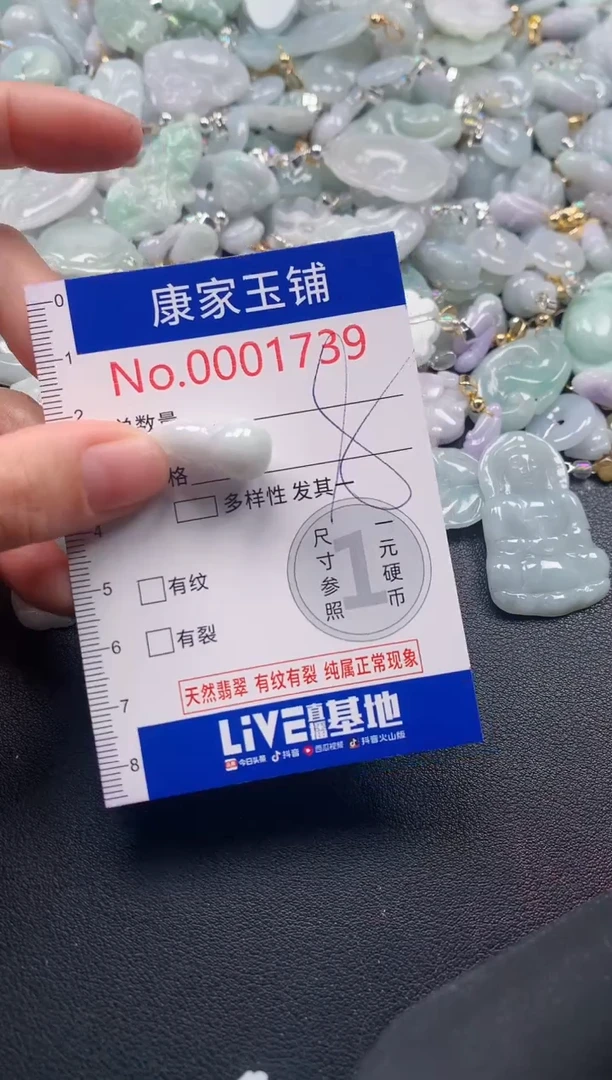 康家玉铺
No.0001739
总数量
格
多样性 发其一
尺寸参照
1
一元硬币
有纹
有裂
天然翡翠 有纹有裂 纯属正常现象
LiVE直播基地
今日头条 抖音 西瓜视频 抖音火山版
0
1
2
4
5
6
7
8